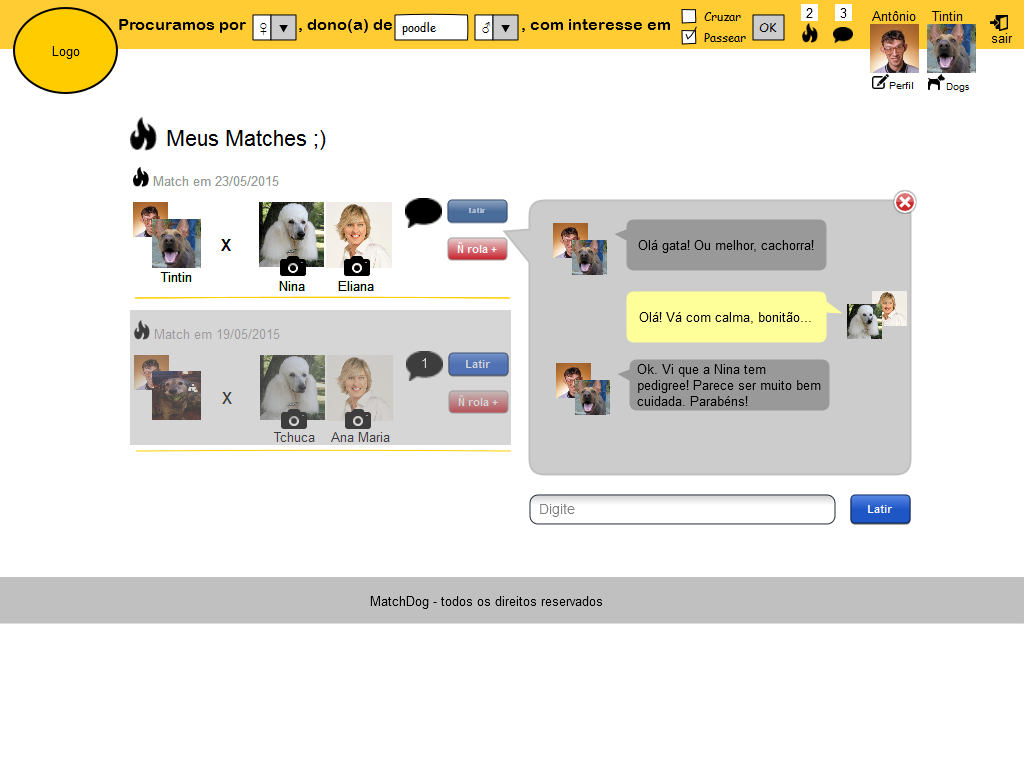 Logo
Procuramos por ♀ ▼ , dono(a) de poodle ♂ ▼ , com interesse em
Cruzar
Passear
OK
2
3
Antônio
Tintin
Perfil
Dogs
sair
Meus Matches ;)
Match em 23/05/2015
Tintin
X
Nina
Eliana
Latir
Ñ rola +
Match em 19/05/2015
X
Tchuca
Ana Maria
1
Latir
Ñ rola +
Olá gata! Ou melhor, cachorra!
Olá! Vá com calma, bonitão...
Ok. Vi que a Nina tem
pedigree! Parece ser muito bem
cuidada. Parabéns!
Digite
Latir
MatchDog - todos os direitos reservados